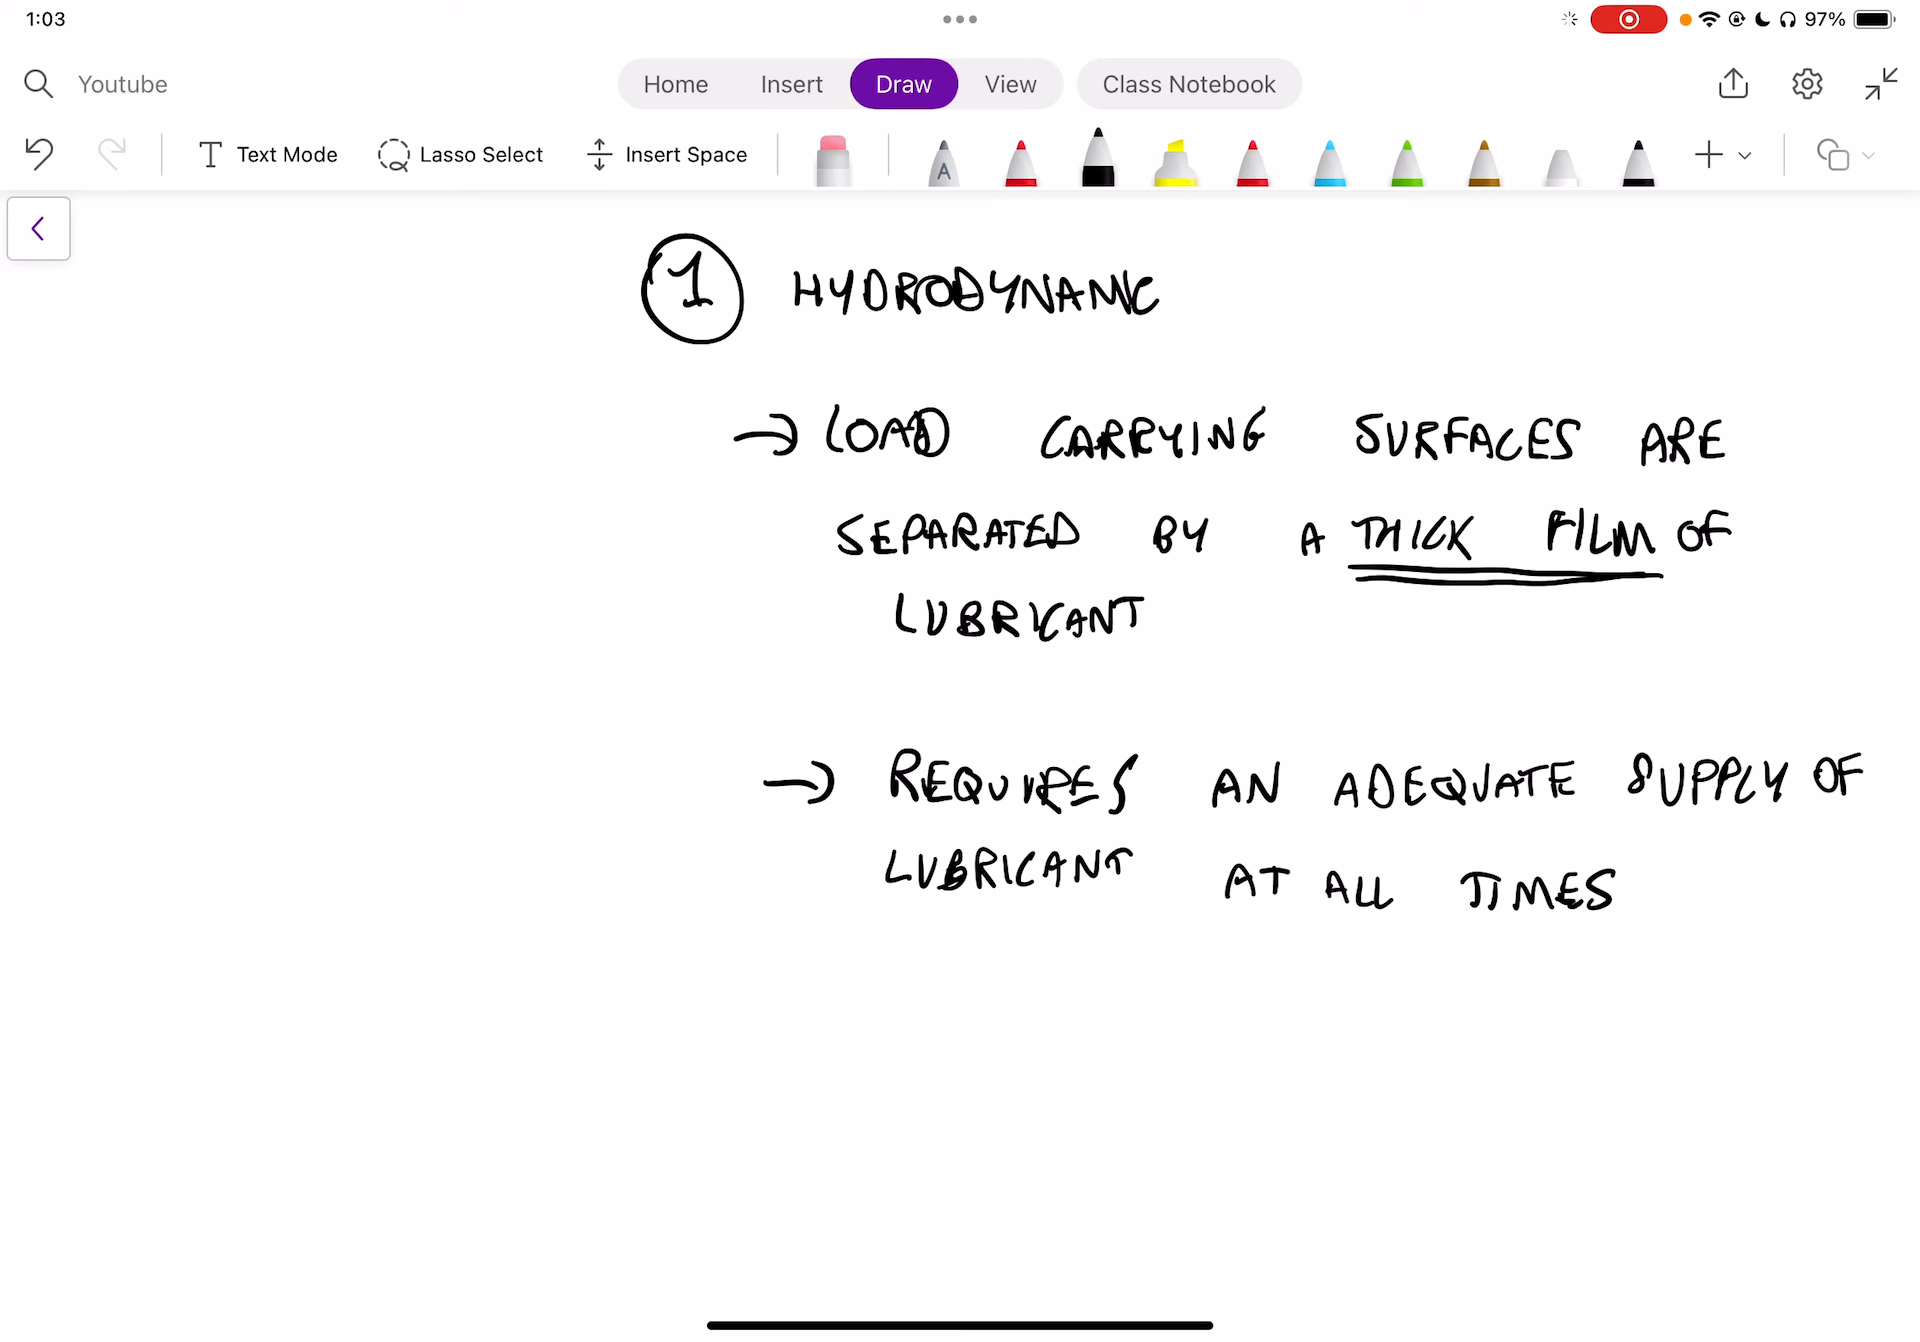 1:03
97%
Youtube
Home Insert Draw View Class Notebook
Text Mode Lasso Select Insert Space A
1 HYDRODYNAMIC
→ LOAD CARRYING SURFACES ARE
SEPARATED BY A THICK FILM OF
LUBRICANT
→ REQUIRES AN ADEQUATE SUPPLY OF
LUBRICANT AT ALL TIMES